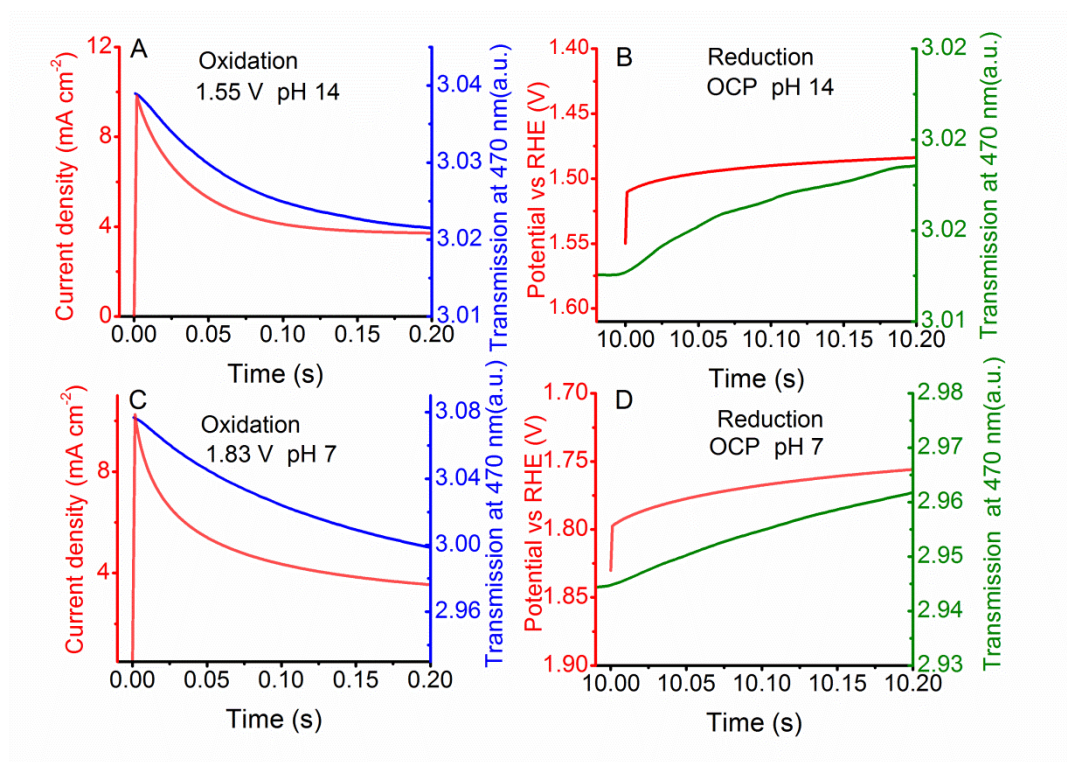 A
Oxidation
1.55 V pH 14
Current density (mA cm-2)
12
8
4
0
Transmission at 470 nm(a.u.)
3.04
3.03
3.02
3.01
0.00 0.05 0.10 0.15 0.20
Time (s)
B
Reduction
OCP pH 14
Potential vs RHE (V)
1.40
1.45
1.50
1.55
1.60
Transmission at 470 nm(a.u.)
3.02
3.02
3.02
3.01
10.00 10.05 10.10 10.15 10.20
Time (s)
C
Oxidation
1.83 V pH 7
Current density (mA cm-2)
8
4
Transmission at 470 nm(a.u.)
3.08
3.04
3.00
2.96
0.00 0.05 0.10 0.15 0.20
Time (s)
D
Reduction
OCP pH 7
Potential vs RHE (V)
1.70
1.75
1.80
1.85
1.90
Transmission at 470 nm(a.u.)
2.98
2.97
2.96
2.95
2.94
2.93
10.00 10.05 10.10 10.15 10.20
Time (s)